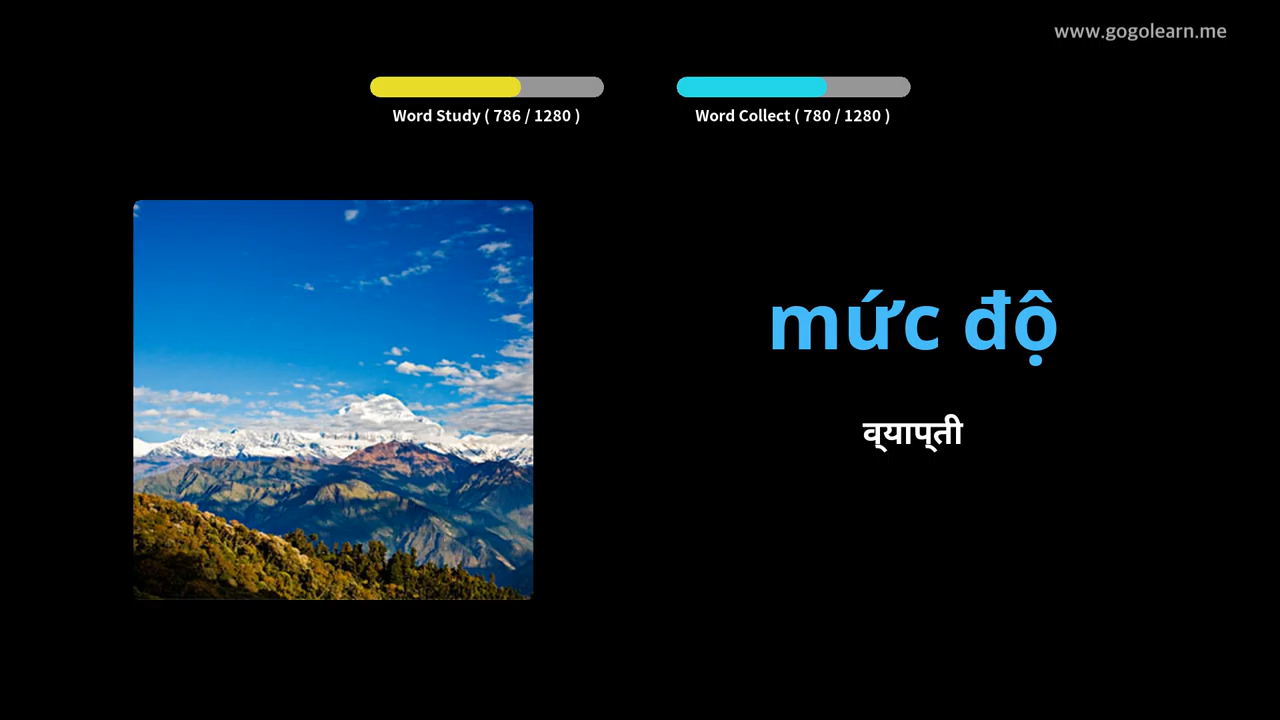 www.gogolearn.me
Word Study ( 786 / 1280 )
Word Collect ( 780 / 1280 )
mức độ
व्याप्ती